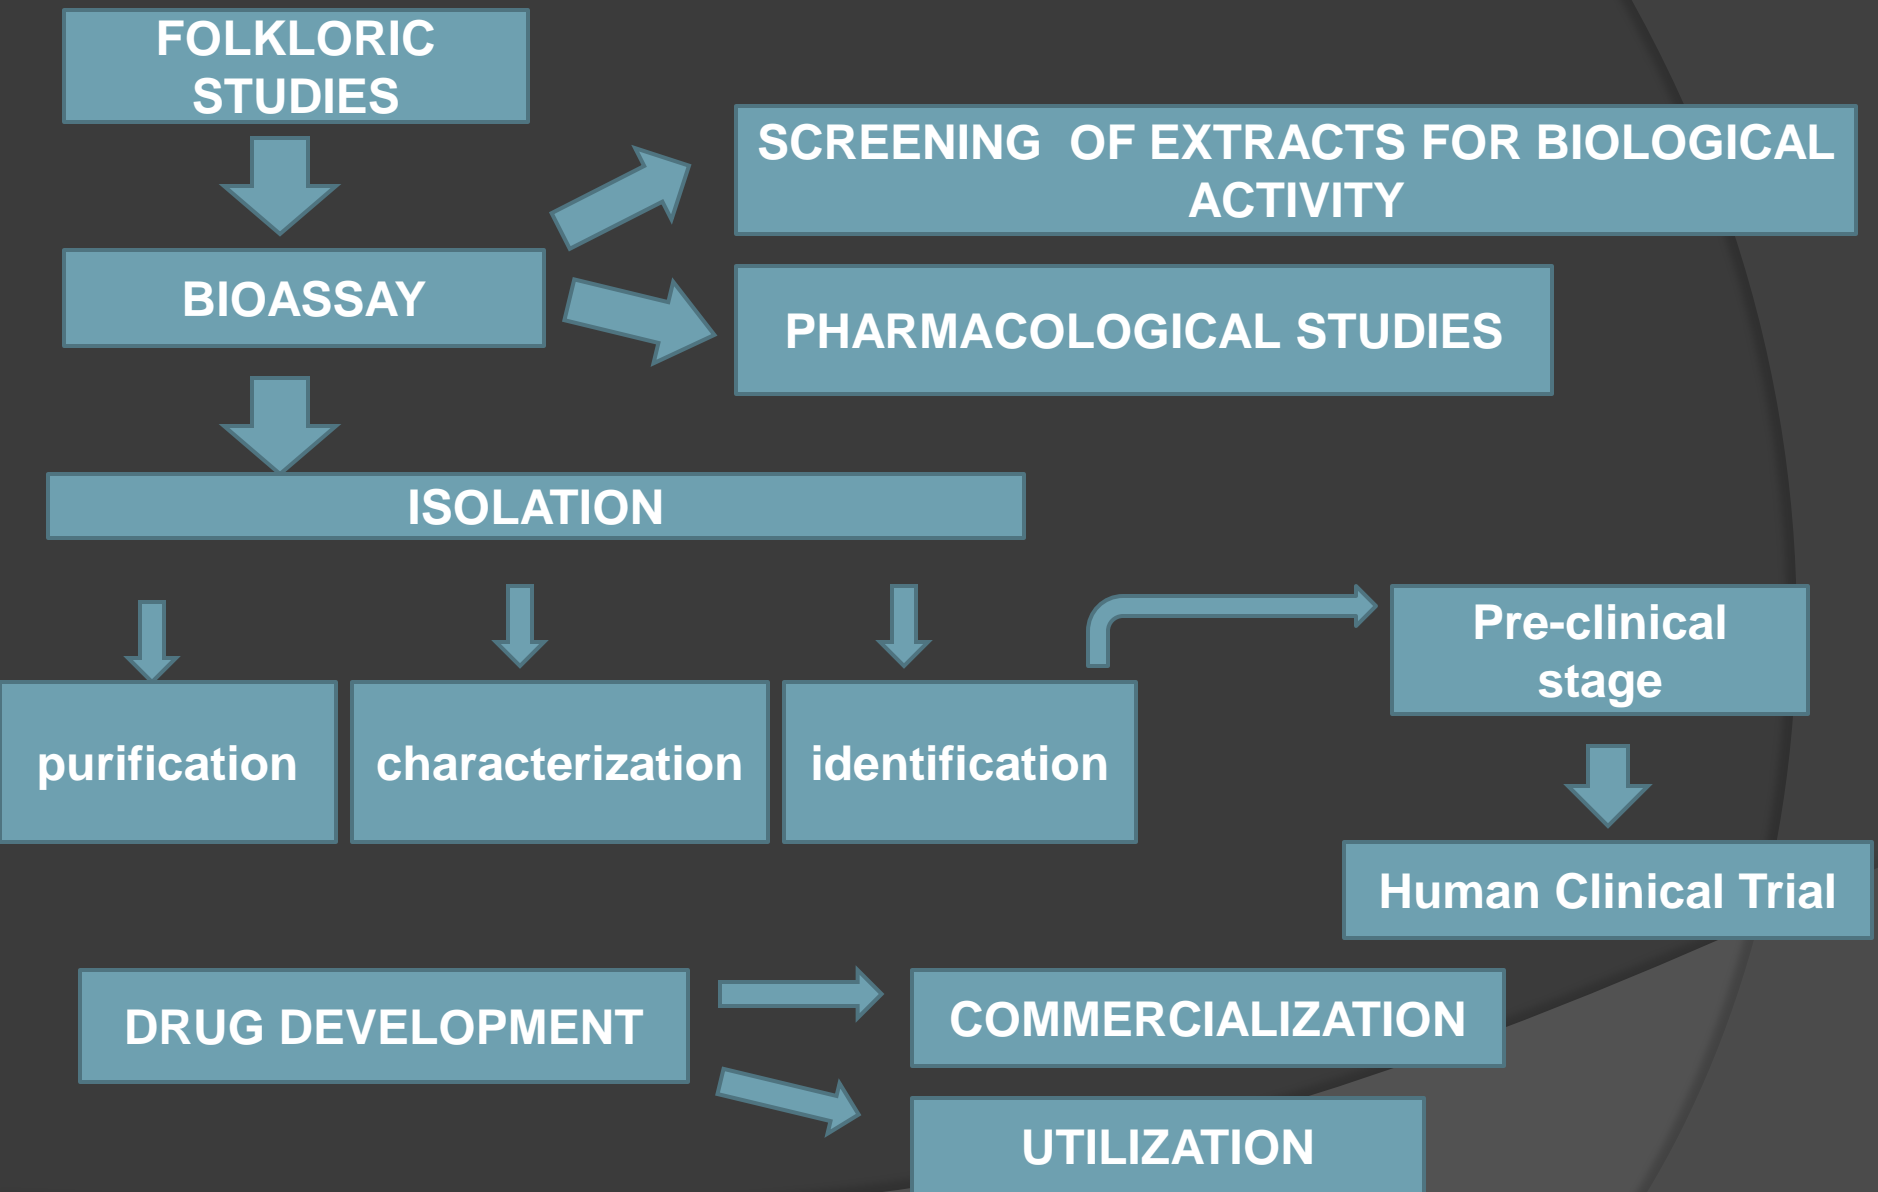 FOLKLORIC
STUDIES
SCREENING OF EXTRACTS FOR BIOLOGICAL
ACTIVITY
BIOASSAY
PHARMACOLOGICAL STUDIES
ISOLATION
purification
characterization
identification
Pre-clinical
stage
Human Clinical Trial
DRUG DEVELOPMENT
COMMERCIALIZATION
UTILIZATION